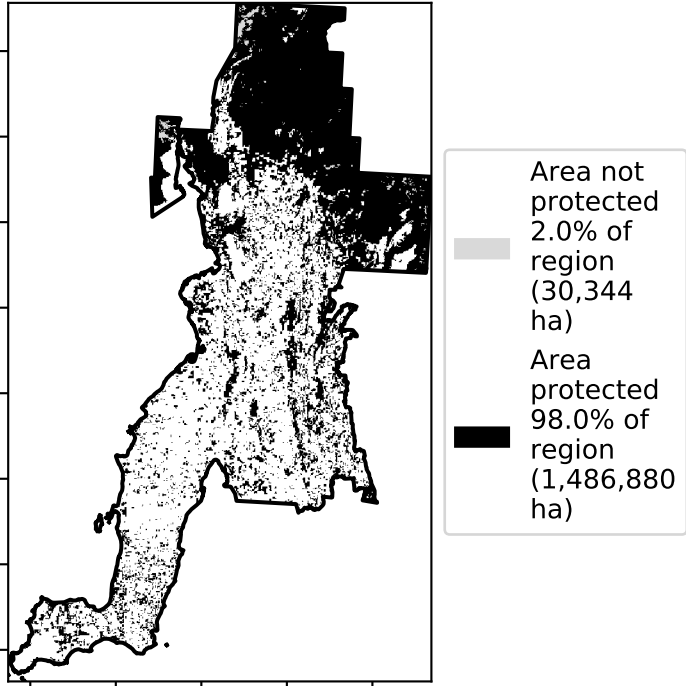 Area not
protected
2.0% of
region
(30,344
ha)
Area
protected
98.0% of
region
(1,486,880
ha)